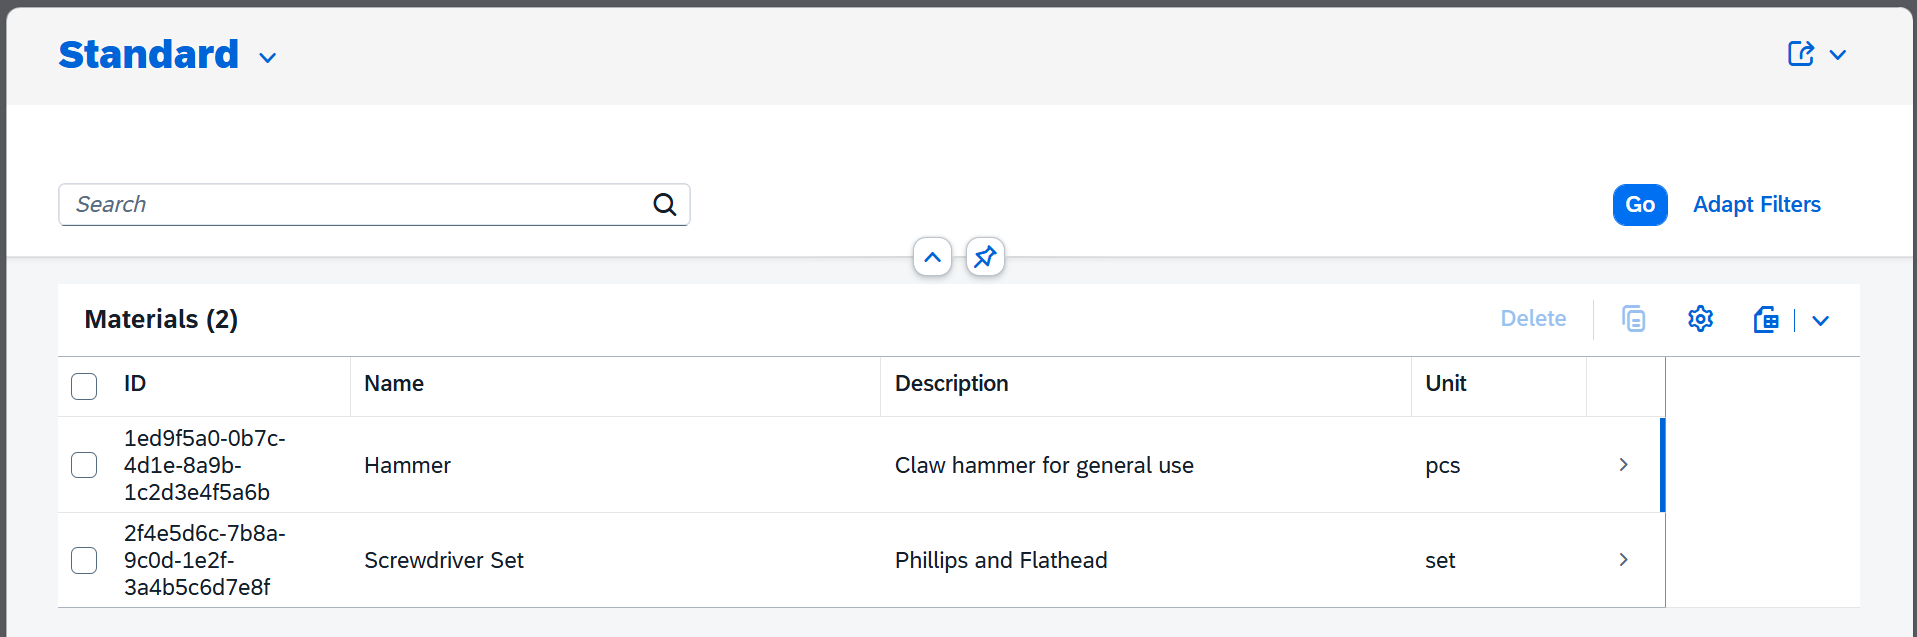 Standard
Search
Go Adapt Filters
Materials (2) Delete
ID Name Description Unit
1ed9f5a0-0b7c-
4d1e-8a9b-
1c2d3e4f5a6b
Hammer Claw hammer for general use pcs
2f4e5d6c-7b8a-
9c0d-1e2f-
3a4b5c6d7e8f
Screwdriver Set Phillips and Flathead set